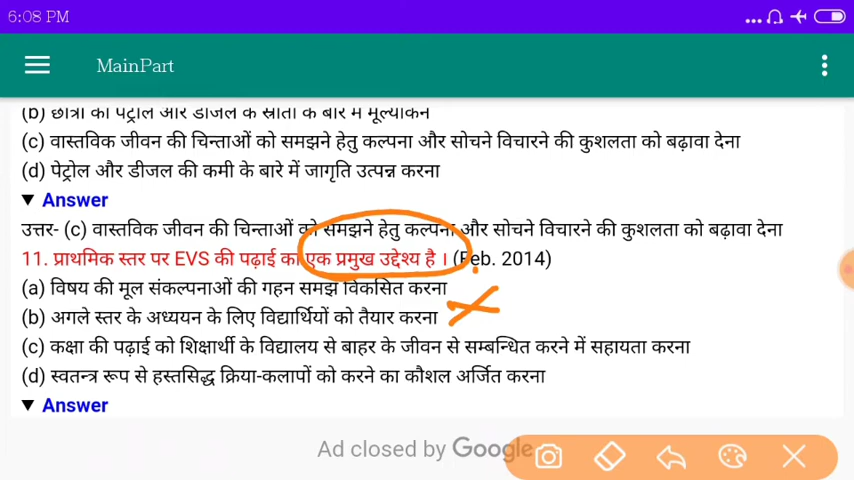 6:08 PM
MainPart
(b) छात्रों को पेट्रोल और डीजल के स्रोतों के बारे में मूल्यांकन
(c) वास्तविक जीवन की चिन्ताओं को समझने हेतु कल्पना और सोचने विचारने की कुशलता को बढ़ावा देना
(d) पेट्रोल और डीजल की कमी के बारे में जागृति उत्पन्न करना
▼ Answer
उत्तर- (c) वास्तविक जीवन की चिन्ताओं को समझने हेतु कल्पना और सोचने विचारने की कुशलता को बढ़ावा देना
11. प्राथमिक स्तर पर EVS की पढ़ाई का एक प्रमुख उद्देश्य है । (Feb. 2014)
(a) विषय की मूल संकल्पनाओं की गहन समझ विकसित करना
(b) अगले स्तर के अध्ययन के लिए विद्यार्थियों को तैयार करना
(c) कक्षा की पढ़ाई को शिक्षार्थी के विद्यालय से बाहर के जीवन से सम्बन्धित करने में सहायता करना
(d) स्वतन्त्र रूप से हस्तसिद्ध क्रिया-कलापों को करने का कौशल अर्जित करना
▼ Answer
Ad closed by Google